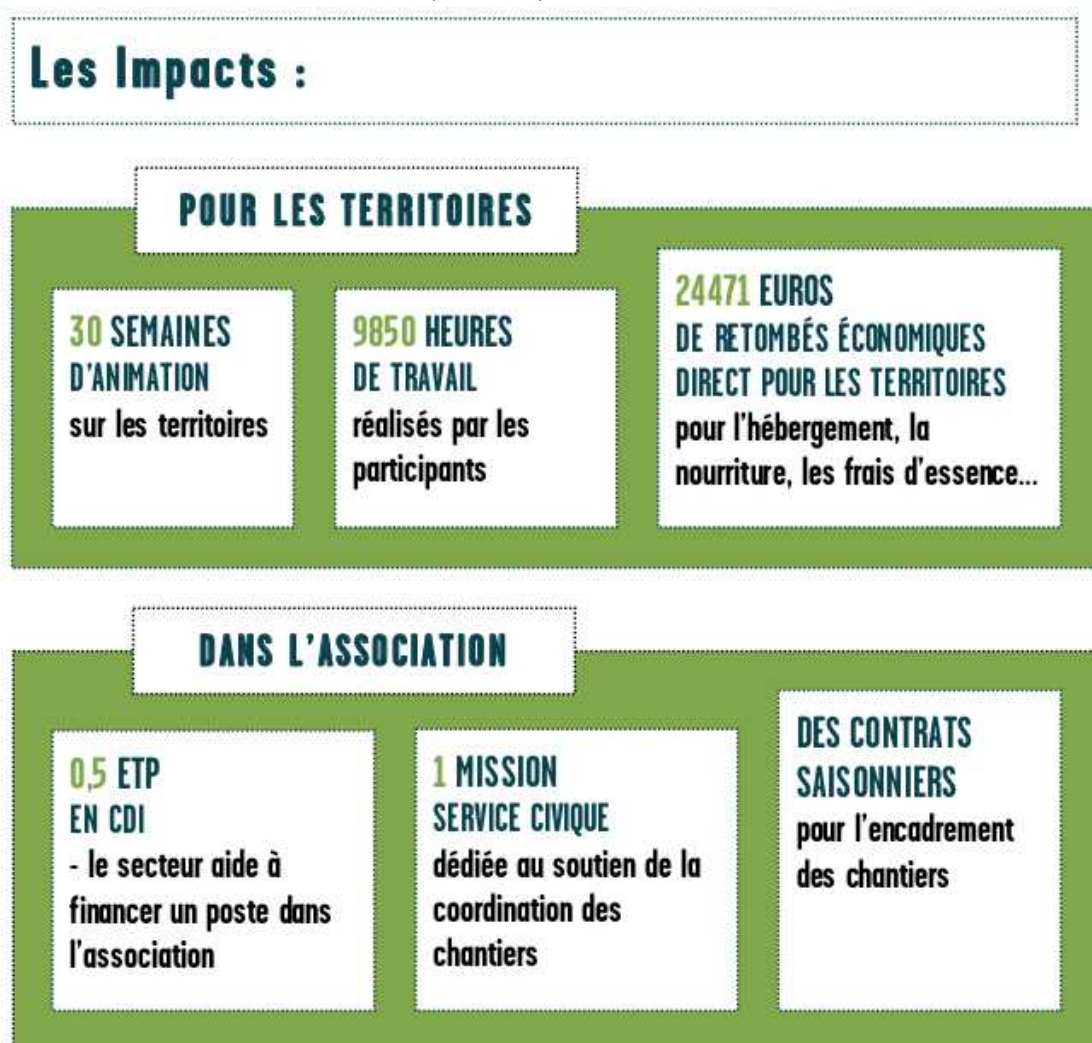 Les Impacts :
POUR LES TERRITOIRES
30 SEMAINES
D'ANIMATION
sur les territoires
9850 HEURES
DE TRAVAIL
réalisés par les
participants
24471 EUROS
DE RETOMBÉS ÉCONOMIQUES
DIRECT POUR LES TERRITOIRES
pour l'hébergement, la
nourriture, les frais d'essence...
DANS L'ASSOCIATION
0,5 ETP
EN CDI
- le secteur aide à
financer un poste dans
l'association
1 MISSION
SERVICE CIVIQUE
dédiée au soutien de la
coordination des
chantiers
DES CONTRATS
SAISONNIERS
pour l'encadrement
des chantiers